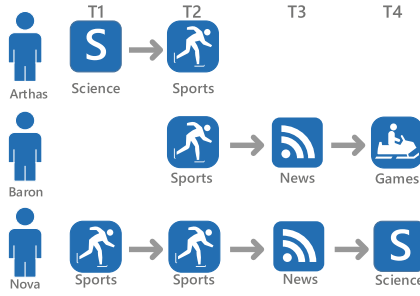 T1 T2 T3 T4
S
Arthas Science Sports
Baron Sports News Games
S
Nova Sports Sports News Science